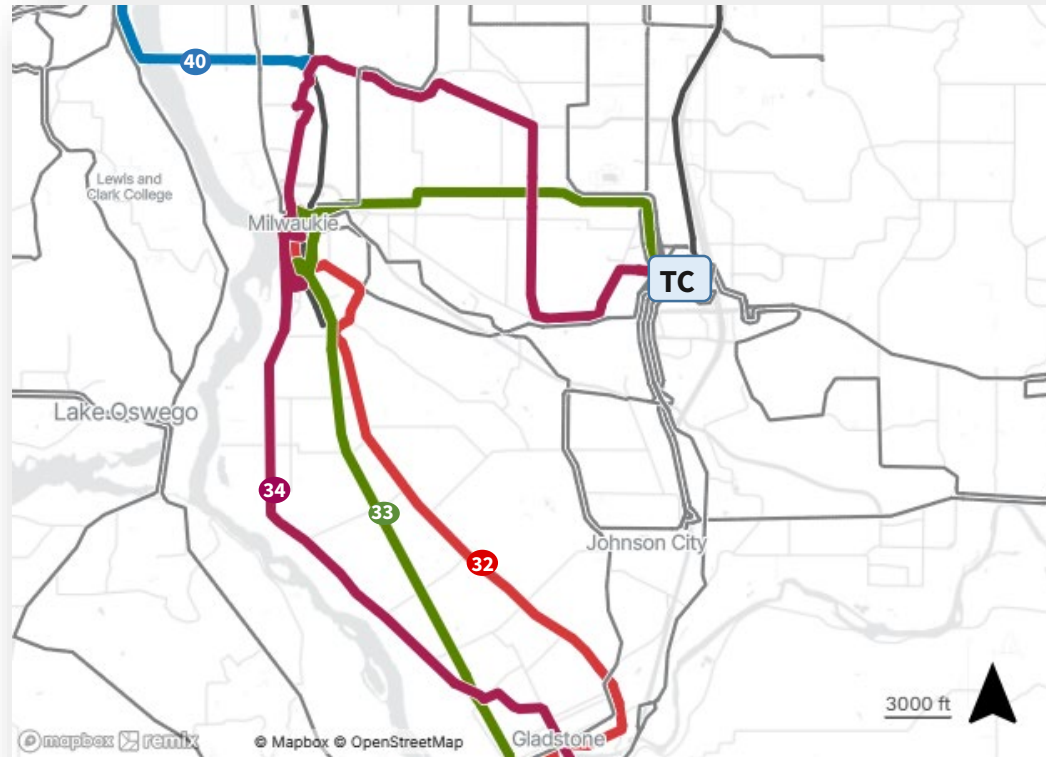 40
Lewis and
Clark College
Milwaukie
TC
Lake Oswego
34
33
32
Johnson City
3000 ft
mapbox remix
© Mapbox © OpenStreetMap
Gladstone